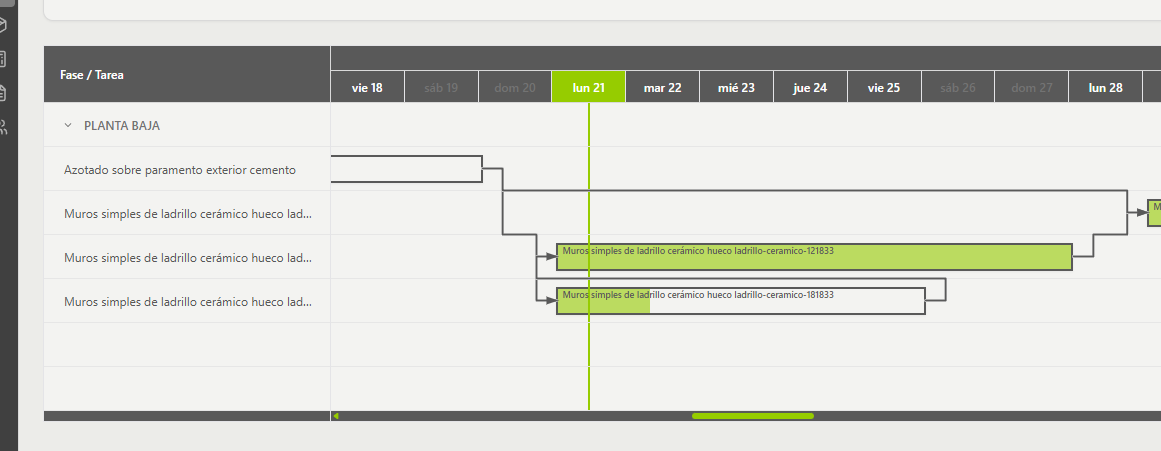 Fase / Tarea
vie 18
sáb 19
dom 20
lun 21
mar 22
mié 23
jue 24
vie 25
sáb 26
dom 27
lun 28
PLANTA BAJA
Azotado sobre paramento exterior cemento
Muros simples de ladrillo cerámico hueco lad...
M
Muros simples de ladrillo cerámico hueco lad...
Muros simples de ladrillo cerámico hueco ladrillo-ceramico-121833
Muros simples de ladrillo cerámico hueco lad...
Muros simples de ladrillo cerámico hueco ladrillo-ceramico-181833